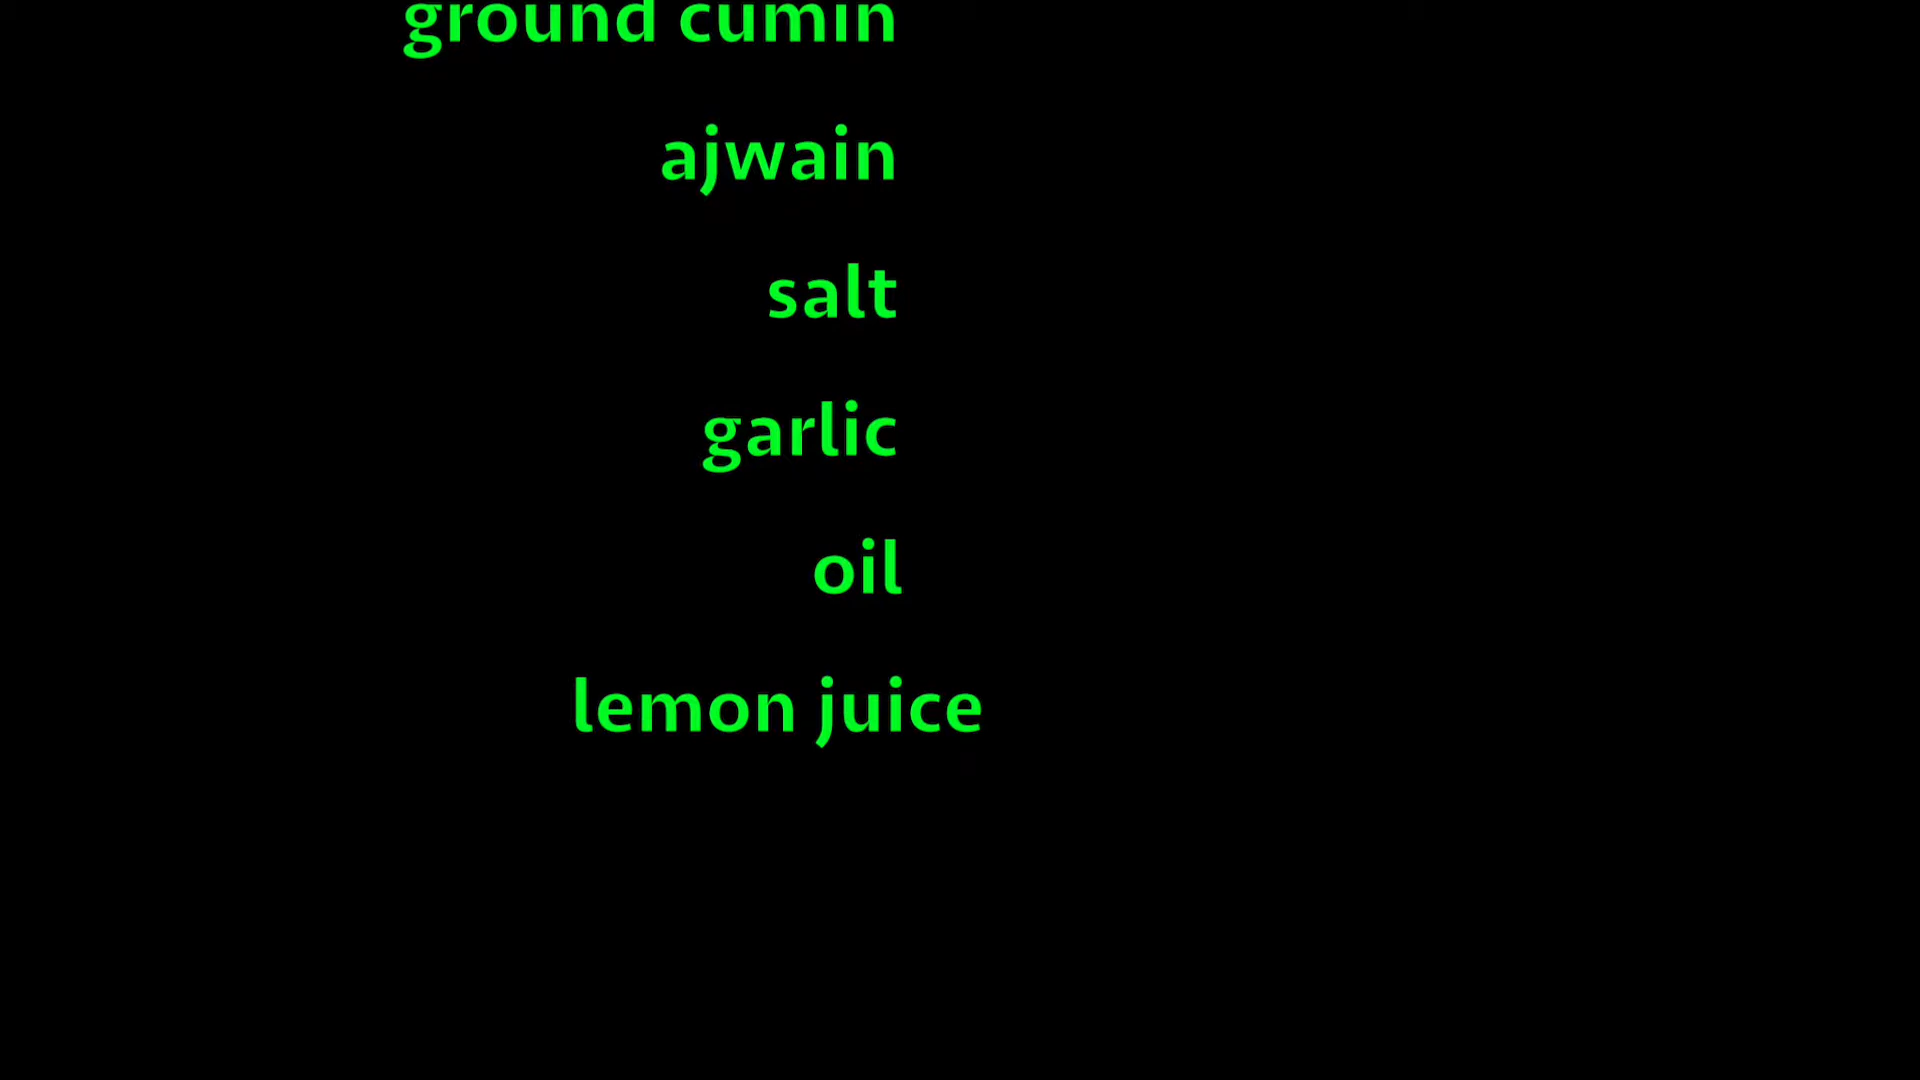 ground cumin
ajwain
salt
garlic
oil
lemon juice